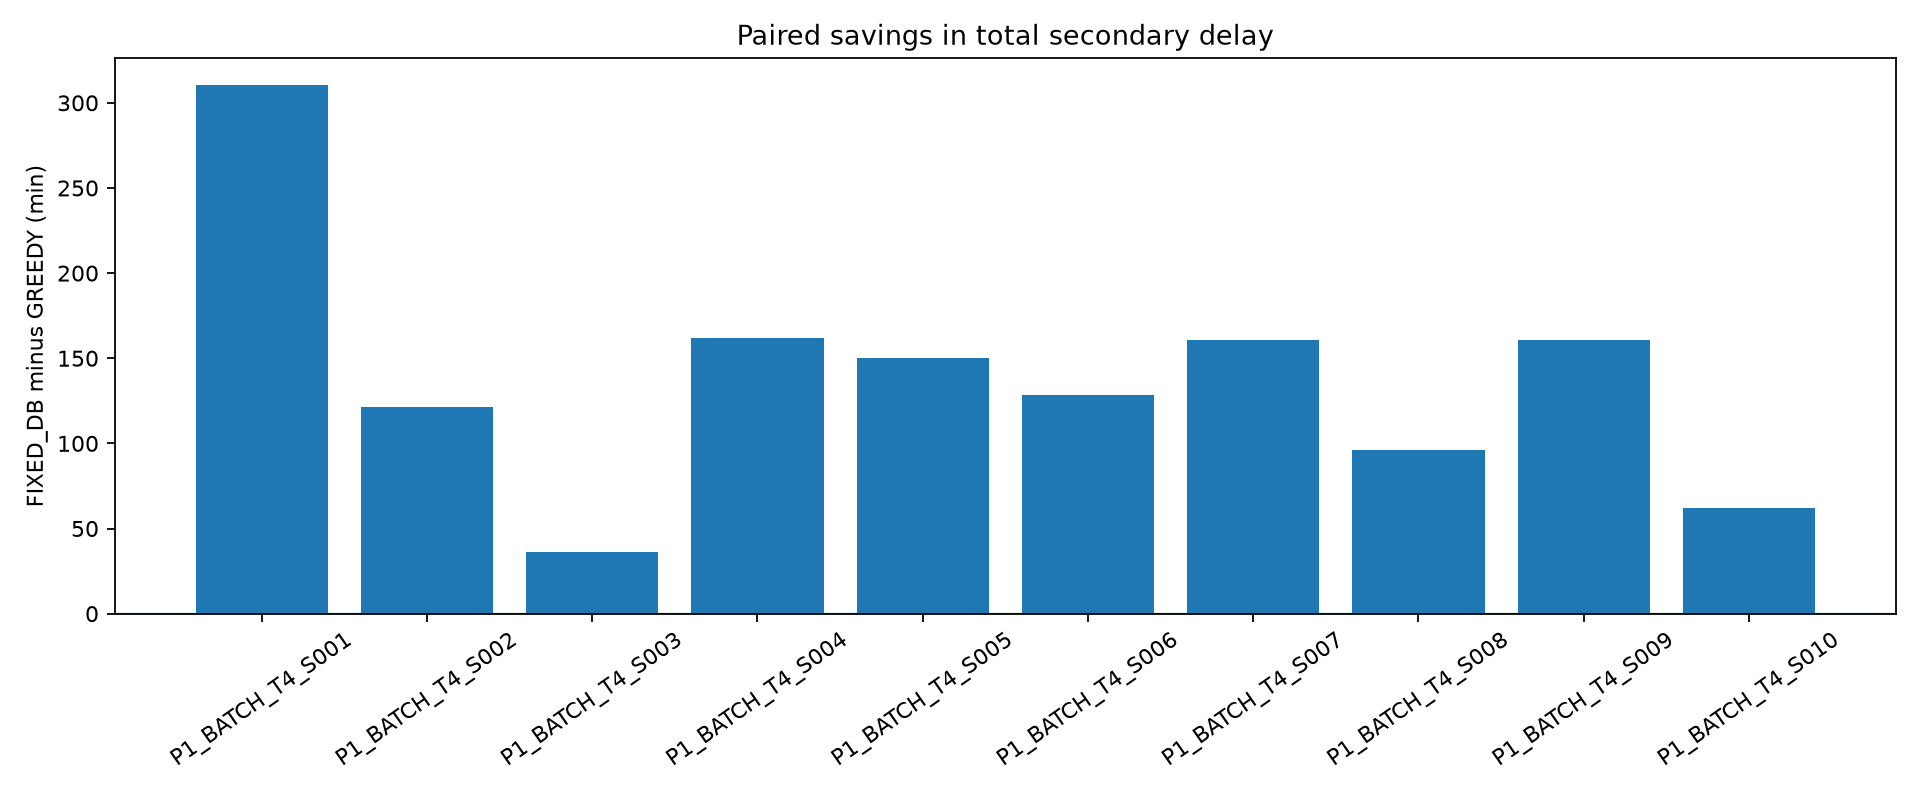 Paired savings in total secondary delay
FIXED_DB minus GREEDY (min)
300
250
200
150
100
50
0
P1_BATCH_T4_S001
P1_BATCH_T4_S002
P1_BATCH_T4_S003
P1_BATCH_T4_S004
P1_BATCH_T4_S005
P1_BATCH_T4_S006
P1_BATCH_T4_S007
P1_BATCH_T4_S008
P1_BATCH_T4_S009
P1_BATCH_T4_S010